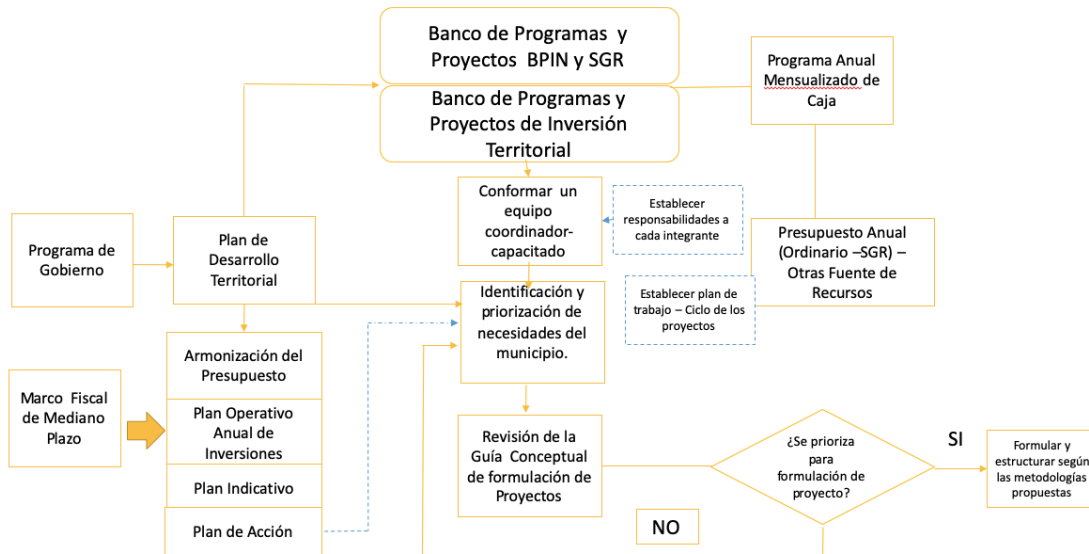 Banco de Programas y
Proyectos BPIN y SGR
Banco de Programas y
Proyectos de Inversión
Territorial
Programa Anual
Mensualizado de
Caja
Conformar un
equipo
coordinador-
capacitado
Establecer
responsabilidades a
cada integrante
Programa de
Gobierno
Plan de
Desarrollo
Territorial
Presupuesto Anual
(Ordinario –SGR) –
Otras Fuente de
Recursos
Identificación y
priorización de
necesidades del
municipio.
Establecer plan de
trabajo – Ciclo de los
proyectos
Armonización del
Presupuesto
Marco Fiscal
de Mediano
Plazo
Plan Operativo
Anual de
Inversiones
Plan Indicativo
Plan de Acción
Revisión de la
Guía Conceptual
de formulación de
Proyectos
¿Se prioriza
para
formulación de
proyecto?
SI
Formular y
estructurar según
las metodologías
propuestas
NO